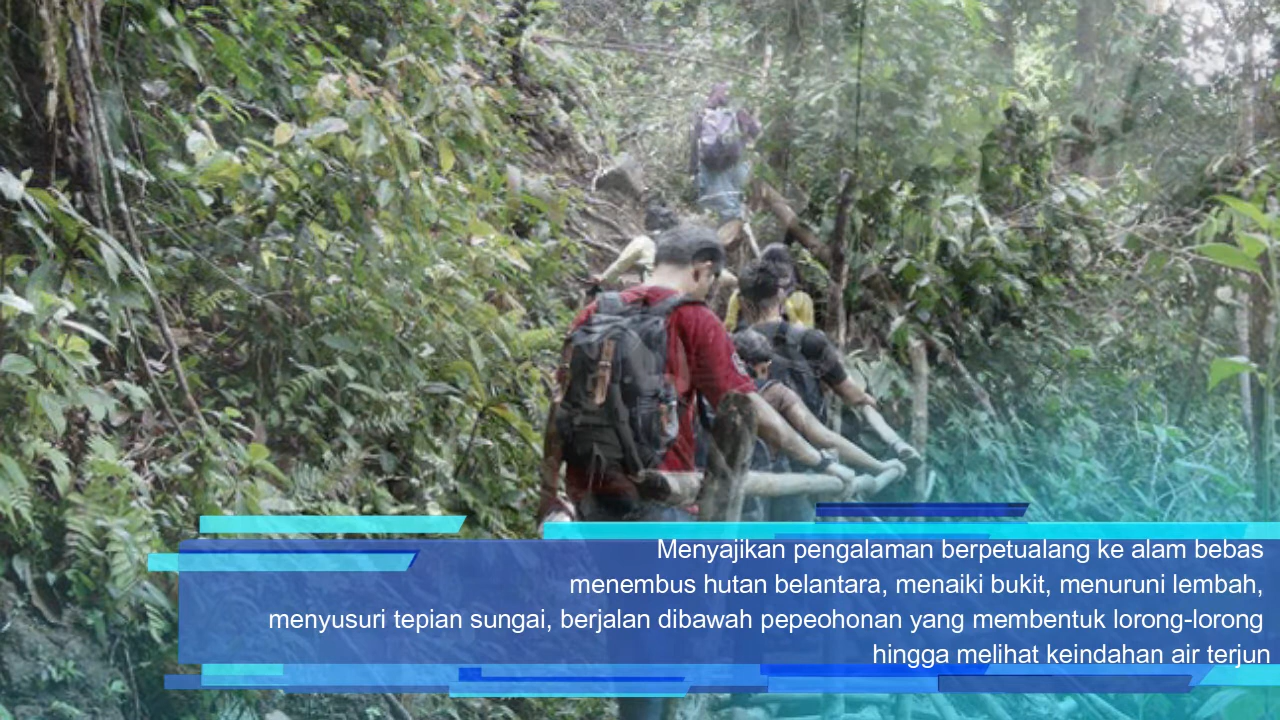 Menyajikan pengalaman berpetualang ke alam bebas
menembus hutan belantara, menaiki bukit, menuruni lembah,
menyusuri tepian sungai, berjalan dibawah pepeohonan yang membentuk lorong-lorong
hingga melihat keindahan air terjun